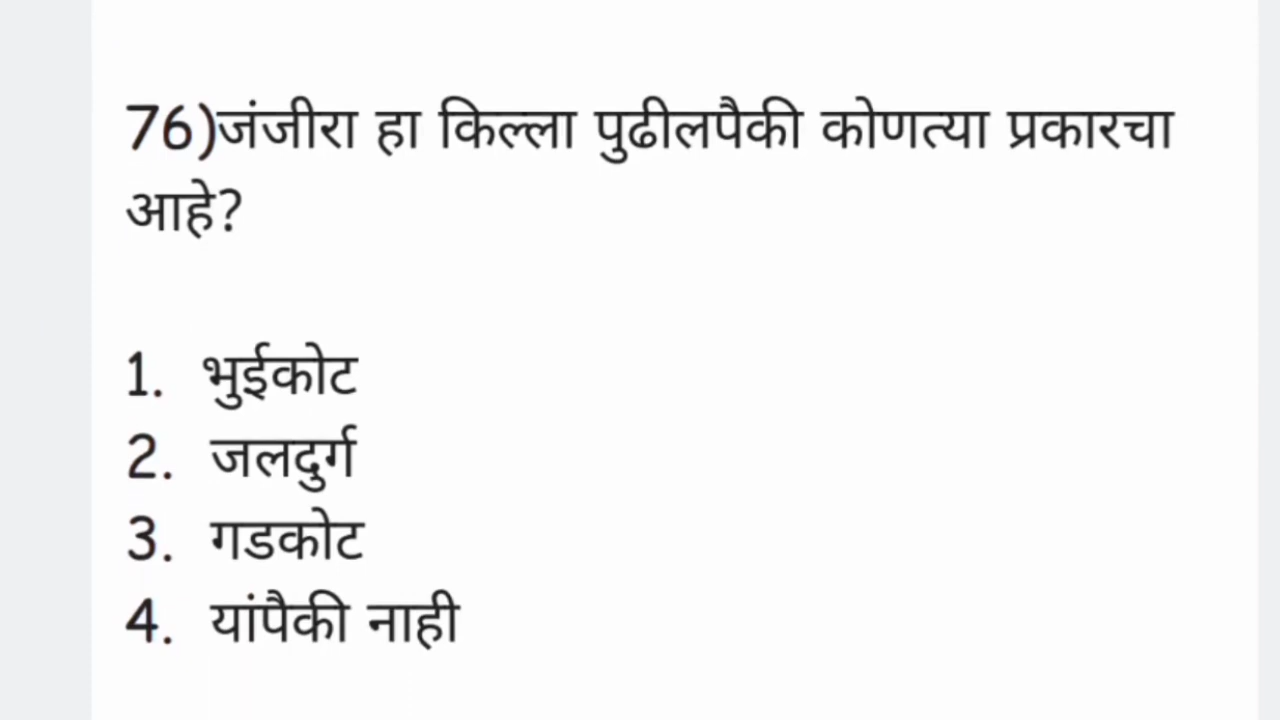 76)जंजीरा हा किल्ला पुढीलपैकी कोणत्या प्रकारचा
आहे?
1. भुईकोट
2. जलदुर्ग
3. गडकोट
4. यांपैकी नाही